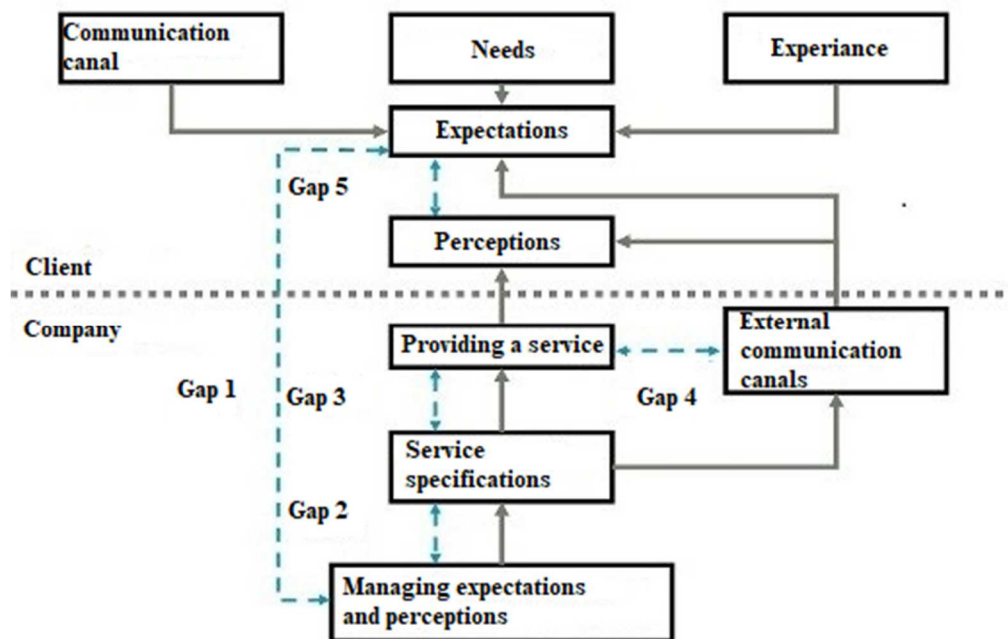 Communication
canal
Needs
Experiance
Expectations
Gap 5
Perceptions
Client
Company
Providing a service
External
communication
canals
Gap 1
Gap 3
Gap 4
Service
specifications
Gap 2
Managing expectations
and perceptions